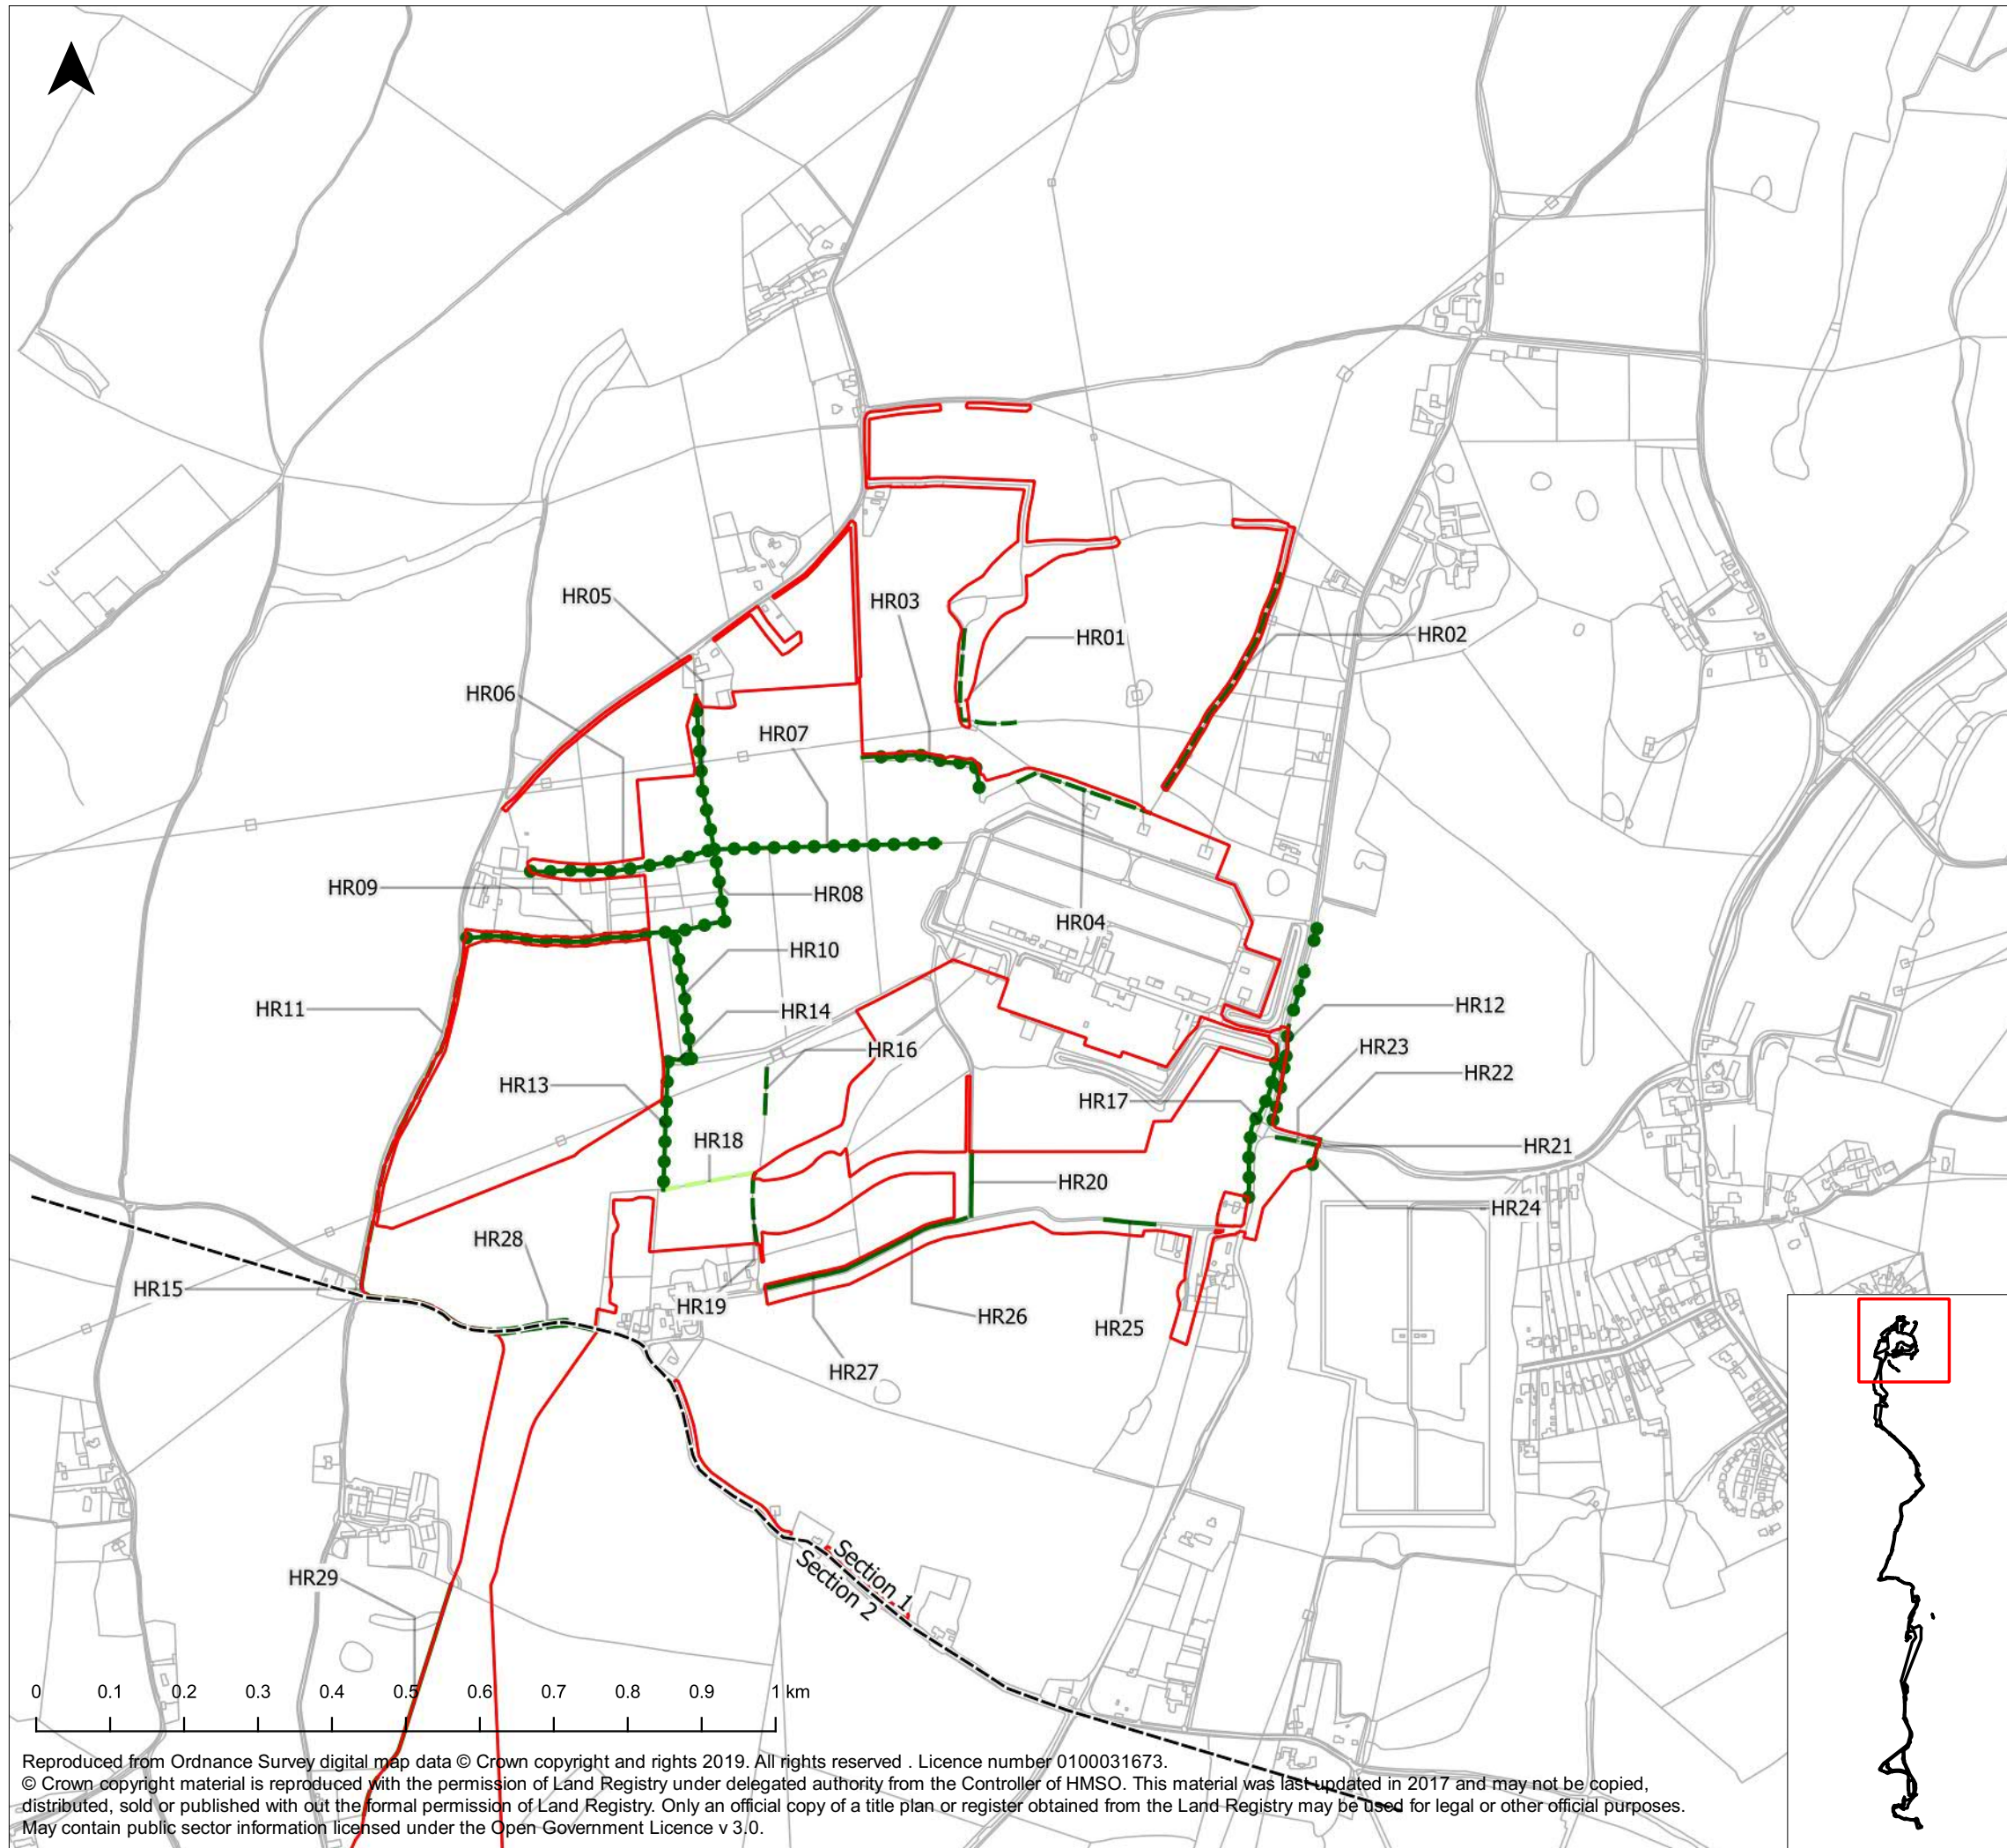 HR05
HR03
HR01
HR02
HR06
HR07
HR09
HR08
HR04
HR10
HR11
HR14
HR12
HR16
HR23
HR13
HR22
HR17
HR18
HR21
HR20
HR24
HR28
HR15
HR19
HR26
HR25
HR27
Section 1
Section 2
HR29
0 0.1 0.2 0.3 0.4 0.5 0.6 0.7 0.8 0.9 1 km
Reproduced from Ordnance Survey digital map data © Crown copyright and rights 2019. All rights reserved . Licence number 0100031673.
© Crown copyright material is reproduced with the permission of Land Registry under delegated authority from the Controller of HMSO. This material was last updated in 2017 and may not be copied,
distributed, sold or published with out the formal permission of Land Registry. Only an official copy of a title plan or register obtained from the Land Registry may be used for legal or other official purposes.
May contain public sector information licensed under the Open Government Licence v 3.0.